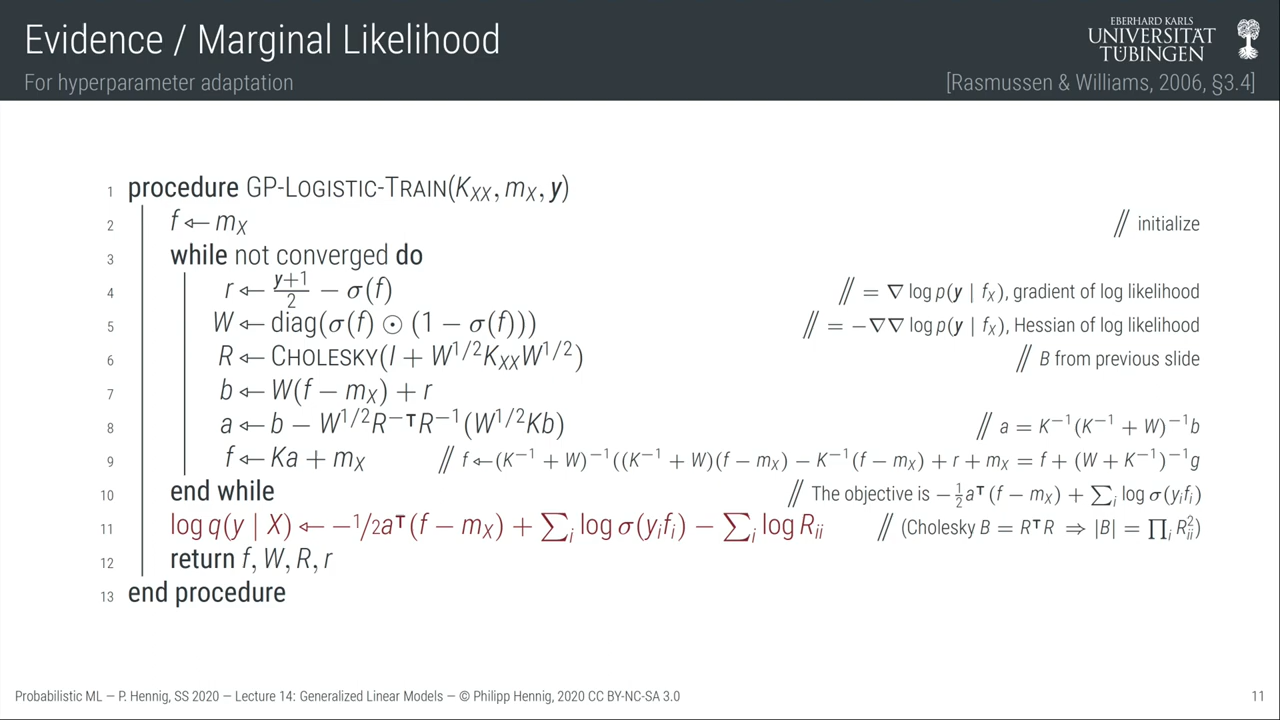 Evidence / Marginal Likelihood
EBERHARD KARLS
UNIVERSITÄT
TÜBINGEN
For hyperparameter adaptation
[Rasmussen & Williams, 2006, §3.4]
1 procedure GP-LOGISTIC-TRAIN(K_XX, m_X, y)
2 f ← m_X // initialize
3 while not converged do
4 r ← (y+1)/2 − σ(f) // = ∇ log p(y | f_X), gradient of log likelihood
5 W ← diag(σ(f) ⊙ (1 − σ(f))) // = −∇∇ log p(y | f_X), Hessian of log likelihood
6 R ← CHOLESKY(I + W^{1/2}K_XX W^{1/2}) // B from previous slide
7 b ← W(f − m_X) + r
8 a ← b − W^{1/2}R^{−⊤}R^{−1}(W^{1/2}Kb) // a = K^{−1}(K^{−1} + W)^{−1}b
9 f ← Ka + m_X // f ← (K^{−1} + W)^{−1}((K^{−1} + W)(f − m_X) − K^{−1}(f − m_X) + r + m_X = f + (W + K^{−1})^{−1}g
10 end while // The objective is −½a^⊤(f − m_X) + ∑_i log σ(y_i f_i)
11 log q(y | X) ← −1/2a^⊤(f − m_X) + ∑_i log σ(y_i f_i) − ∑_i log R_ii // (Cholesky B = R^⊤R ⇒ |B| = ∏_i R_ii^2)
12 return f, W, R, r
13 end procedure
Probabilistic ML — P. Hennig, SS 2020 — Lecture 14: Generalized Linear Models — © Philipp Hennig, 2020 CC BY-NC-SA 3.0
11